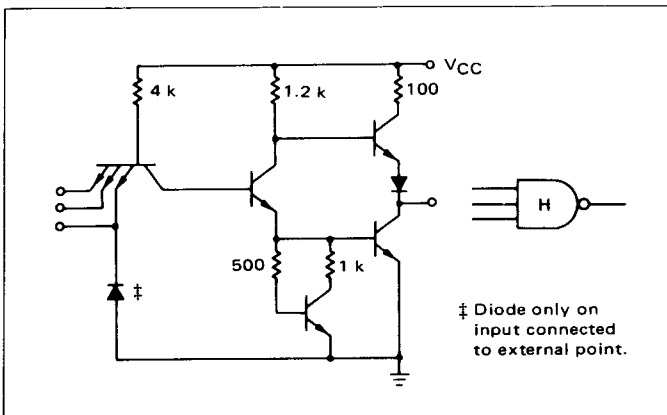 VCC
4 k
1.2 k
100
H
500
1 k
‡
‡ Diode only on
input connected
to external point.